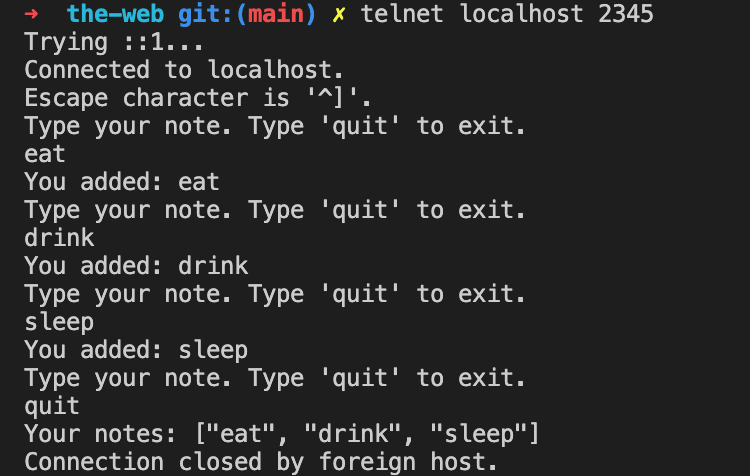 → the-web git:(main) ✗ telnet localhost 2345
Trying ::1...
Connected to localhost.
Escape character is '^]'.
Type your note. Type 'quit' to exit.
eat
You added: eat
Type your note. Type 'quit' to exit.
drink
You added: drink
Type your note. Type 'quit' to exit.
sleep
You added: sleep
Type your note. Type 'quit' to exit.
quit
Your notes: ["eat", "drink", "sleep"]
Connection closed by foreign host.